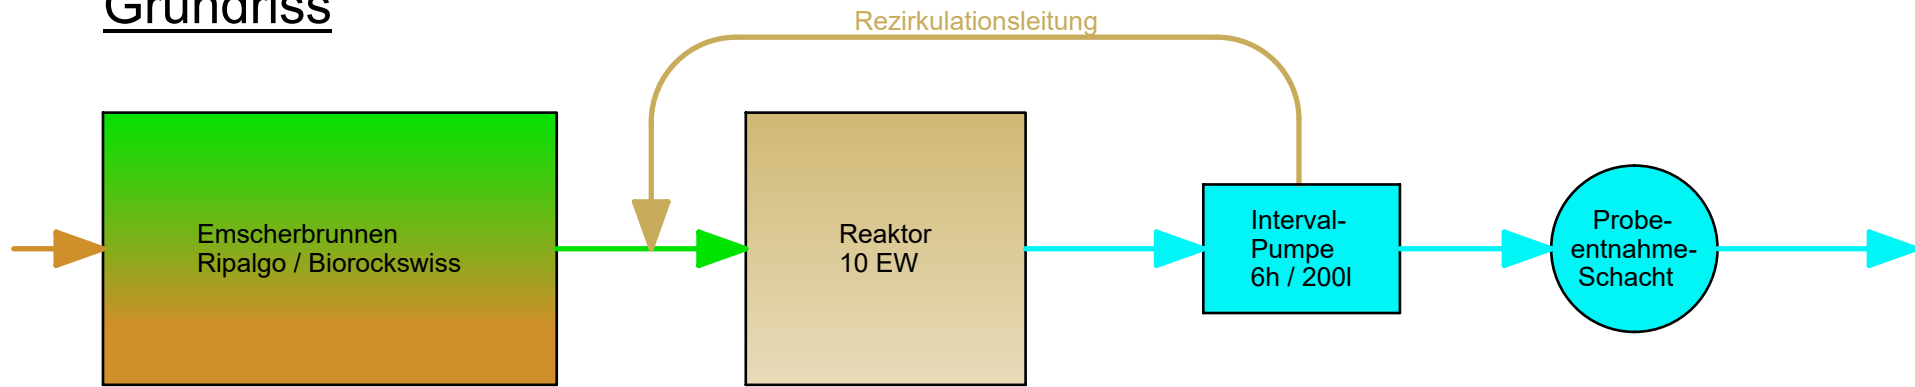 Grundriss
Rezirkulationsleitung
Emscherbrunnen
Ripalgo / Biorockswiss
Reaktor
10 EW
Interval-
Pumpe
6h / 200l
Probe-
entnahme-
Schacht